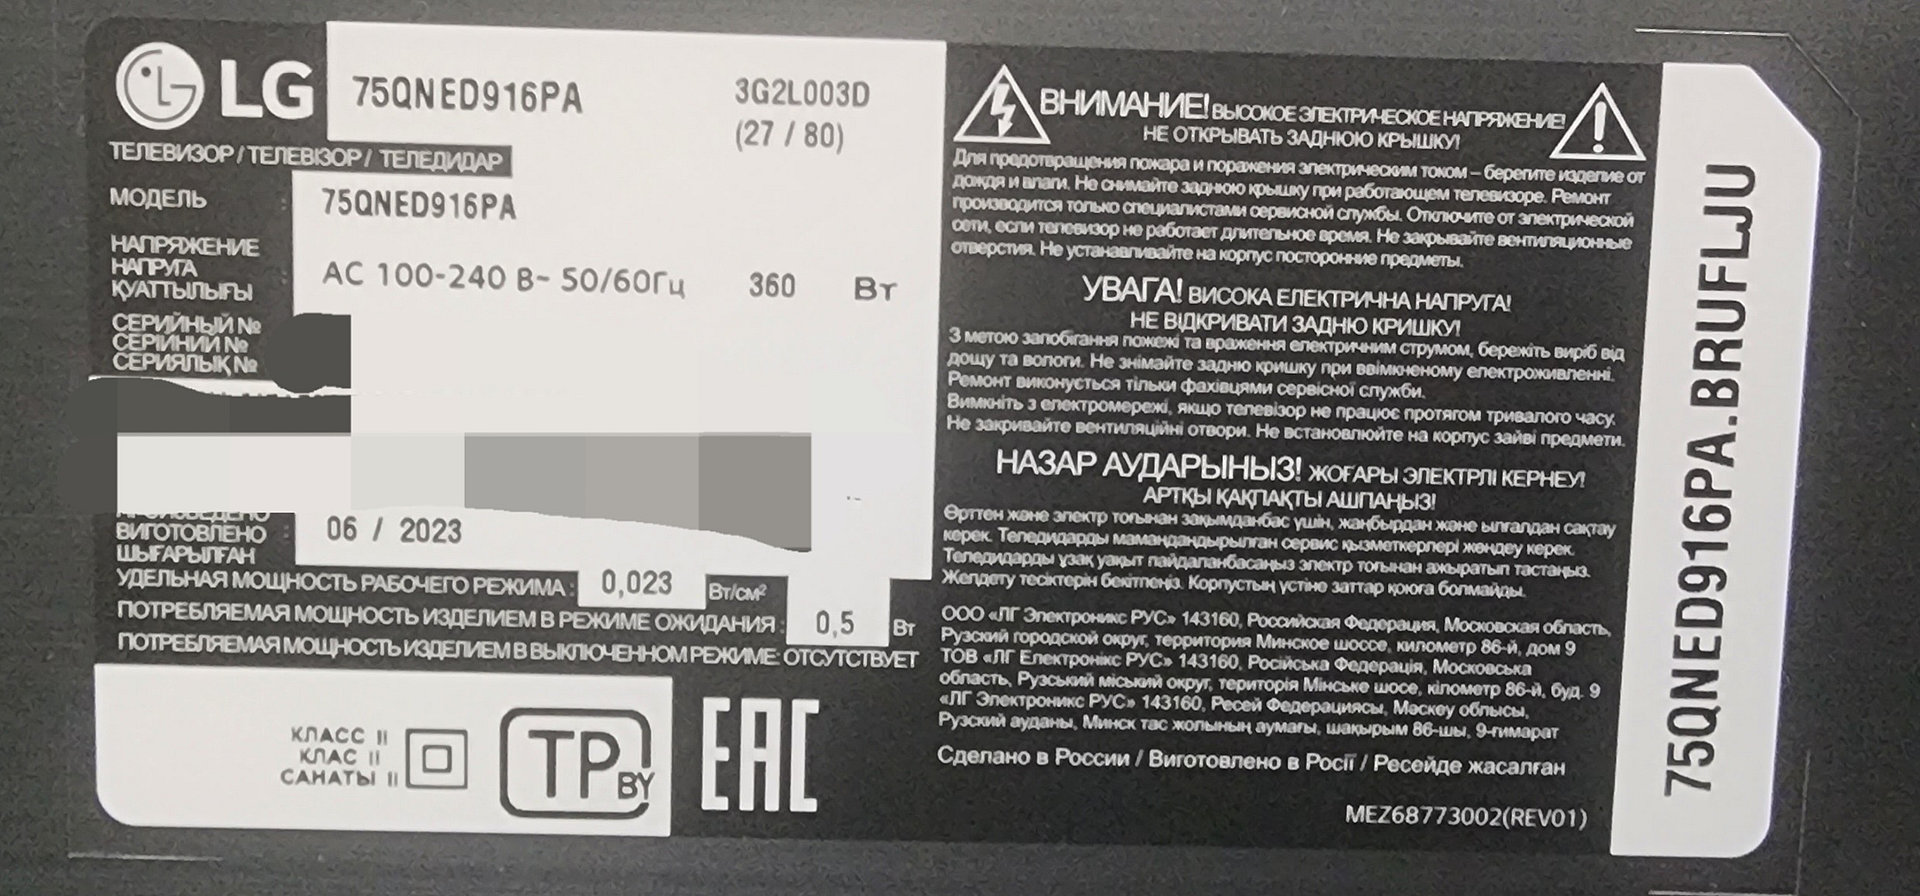 LG 75QNED916PA 3G2L003D
(27 / 80)
ТЕЛЕВИЗОР / ТЕЛЕВІЗОР / ТЕЛЕДИДАР
МОДЕЛЬ : 75QNED916PA
НАПРЯЖЕНИЕ
НАПРУГА
ҚУАТТЫЛЫҒЫ
AC 100-240 В~ 50/60Гц 360 Вт
СЕРИЙНЫЙ №
СЕРІЙНИЙ №
СЕРИЯЛЫҚ №
ПРОИЗВЕДЕНО
ВИГОТОВЛЕНО : 06 / 2023
ШЫҒАРЫЛҒАН
УДЕЛЬНАЯ МОЩНОСТЬ РАБОЧЕГО РЕЖИМА : 0,023 Вт/см²
ПОТРЕБЛЯЕМАЯ МОЩНОСТЬ ИЗДЕЛИЕМ В РЕЖИМЕ ОЖИДАНИЯ : 0,5 Вт
ПОТРЕБЛЯЕМАЯ МОЩНОСТЬ ИЗДЕЛИЕМ В ВЫКЛЮЧЕННОМ РЕЖИМЕ: ОТСУТСТВУЕТ
КЛАСС II
КЛАС II
САНАТЫ II
TP BY
EAC
ВНИМАНИЕ! ВЫСОКОЕ ЭЛЕКТРИЧЕСКОЕ НАПРЯЖЕНИЕ!
НЕ ОТКРЫВАТЬ ЗАДНЮЮ КРЫШКУ!
Для предотвращения пожара и поражения электрическим током – берегите изделие от
дождя и влаги. Не снимайте заднюю крышку при работающем телевизоре. Ремонт
производится только специалистами сервисной службы. Отключите от электрической
сети, если телевизор не работает длительное время. Не закрывайте вентиляционные
отверстия. Не устанавливайте на корпус посторонние предметы.
УВАГА! ВИСОКА ЕЛЕКТРИЧНА НАПРУГА!
НЕ ВІДКРИВАТИ ЗАДНЮ КРИШКУ!
З метою запобігання пожежі та враження електричним струмом, бережіть виріб від
дощу та вологи. Не знімайте задню кришку при ввімкненому електроживленні.
Ремонт виконується тільки фахівцями сервісної служби.
Вимкніть з електромережі, якщо телевізор не працює протягом тривалого часу.
Не закривайте вентиляційні отвори. Не встановлюйте на корпус зайві предмети.
НАЗАР АУДАРЫҢЫЗ! ЖОҒАРЫ ЭЛЕКТРЛІ КЕРНЕУ!
АРТҚЫ ҚАҚПАҚТЫ АШПАҢЫЗ!
Өрттен және электр тоғынан зақымданбас үшін, жаңбырдан және ылғалдан сақтау
керек. Теледидарды мамандандырылған сервис қызметкерлері жөндеу керек.
Теледидарды ұзақ уақыт пайдаланбасаңыз электр тоғынан ажыратып тастаңыз.
Желдету тесіктерін бекітпеңіз. Корпустың үстіне заттар қоюға болмайды.
ООО «ЛГ Электроникс РУС» 143160, Российская Федерация, Московская область,
Рузский городской округ, территория Минское шоссе, километр 86-й, дом 9
ТОВ «ЛГ Електронікс РУС» 143160, Російська Федерація, Московська
область, Рузський міський округ, територія Мінське шосе, кілометр 86-й, буд. 9
«ЛГ Электроникс РУС» 143160, Ресей Федерациясы, Мәскеу облысы,
Рузский ауданы, Минск тас жолының аумағы, шақырым 86-шы, 9-ғимарат
Сделано в России / Виготовлено в Росії / Ресейде жасалған
MEZ68773002(REV01)
75QNED916PA.BRUFLJU